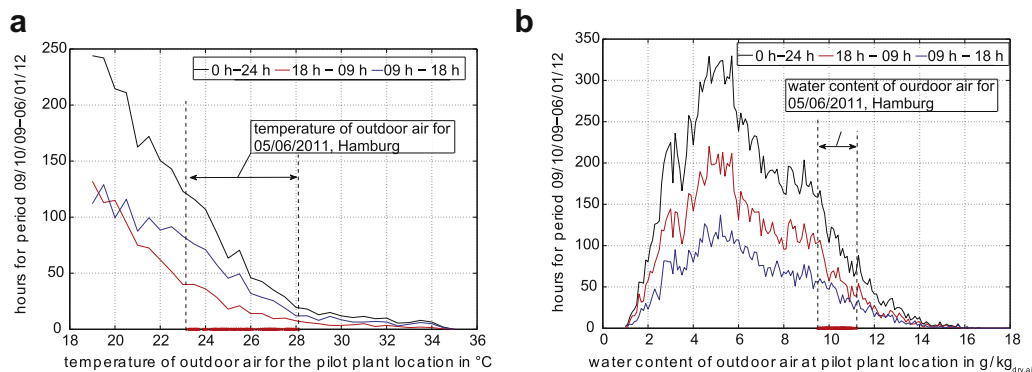 a
250
200
150
100
50
0
hours for period 09/10/09–06/01/12
0 h–24 h
18 h – 09 h
09 h – 18 h
temperature of outdoor air for
05/06/2011, Hamburg
16
18
20
22
24
26
28
30
32
34
36
temperature of outdoor air for the pilot plant location in °C
b
350
300
250
200
150
100
50
0
hours for period 09/10/09–06/01/12
0 h–24 h
18 h – 09 h
09 h – 18 h
water content of ourdoor air for
05/06/2011, Hamburg
0
2
4
6
8
10
12
14
16
18
water content of outdoor air at pilot plant location in g/kg